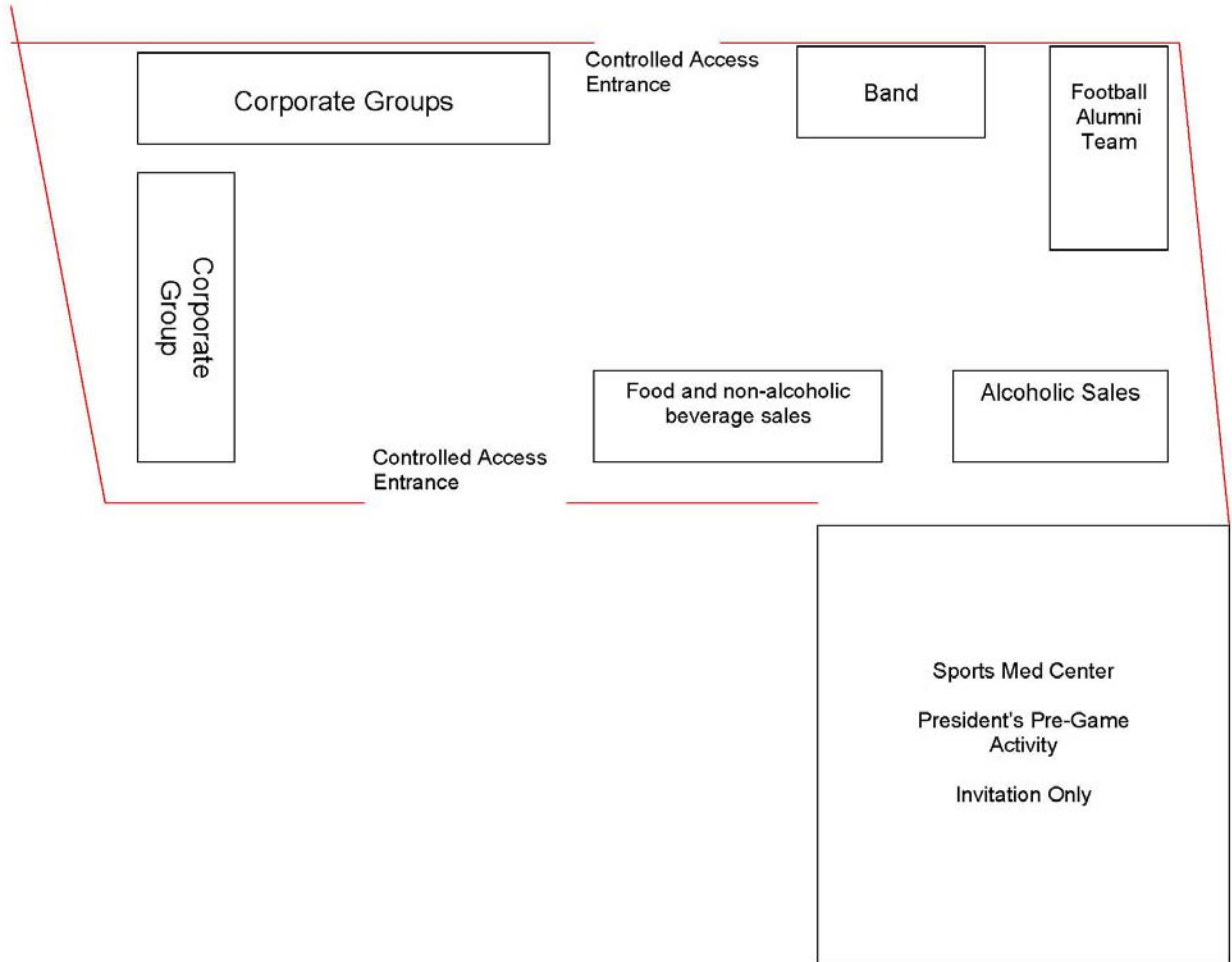 Corporate Groups
Controlled Access
Entrance
Band
Football
Alumni
Team
Corporate
Group
Food and non-alcoholic
beverage sales
Alcoholic Sales
Controlled Access
Entrance
Sports Med Center
President's Pre-Game
Activity
Invitation Only